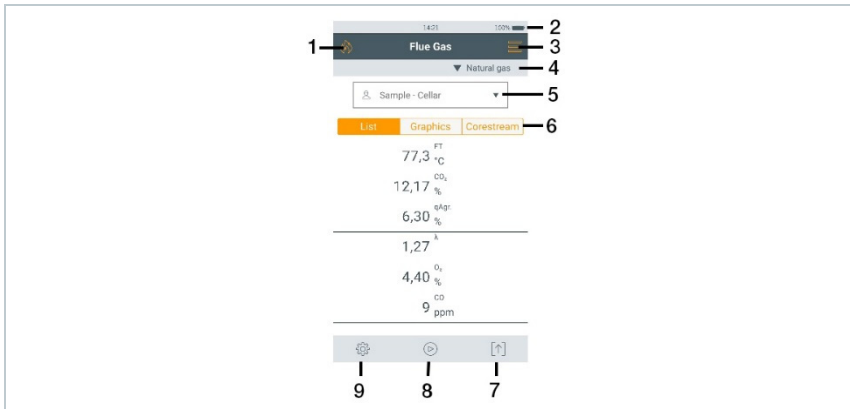 14:21 100% 2
1 Flue Gas 3
▼ Natural gas 4
Sample - Cellar ▼ 5
List Graphics Corestream 6
77,3 FT °C
12,17 CO₂ %
6,30 qAgr. %
1,27 λ
4,40 O₂ %
9 CO ppm
9 8 7